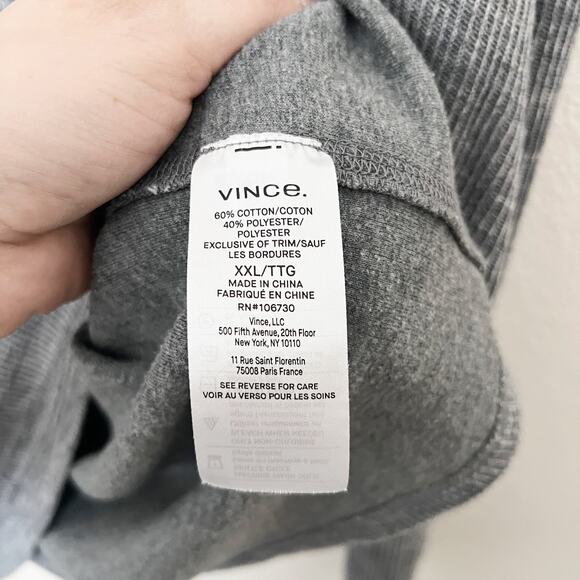 VINCE.
60% COTTON/COTON
40% POLYESTER/
POLYESTER
EXCLUSIVE OF TRIM/SAUF
LES BORDURES
XXL/TTG
MADE IN CHINA
FABRIQUÉ EN CHINE
RN#106730
Vince, LLC
500 Fifth Avenue, 20th Floor
New York, NY 10110
11 Rue Saint Florentin
75008 Paris France
SEE REVERSE FOR CARE
VOIR AU VERSO POUR LES SOINS